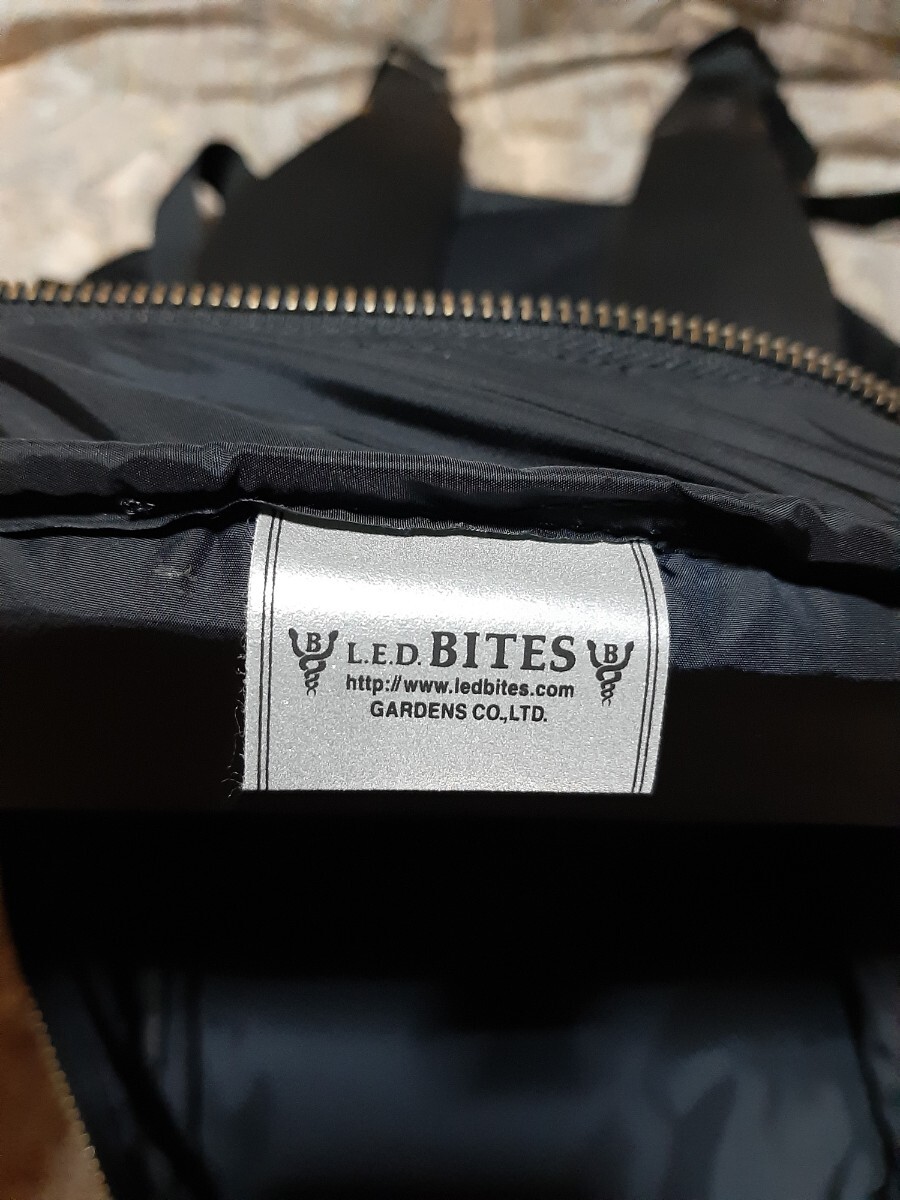 B L.E.D. BITES B
http://www.ledbites.com
GARDENS CO.,LTD.